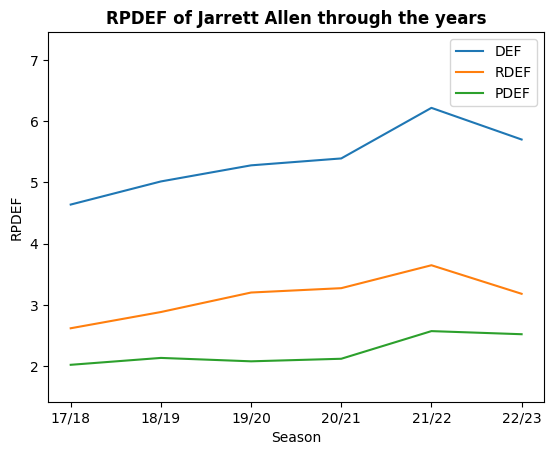 RPDEF of Jarrett Allen through the years
DEF
RDEF
PDEF
7
6
5
4
3
2
RPDEF
17/18 18/19 19/20 20/21 21/22 22/23
Season